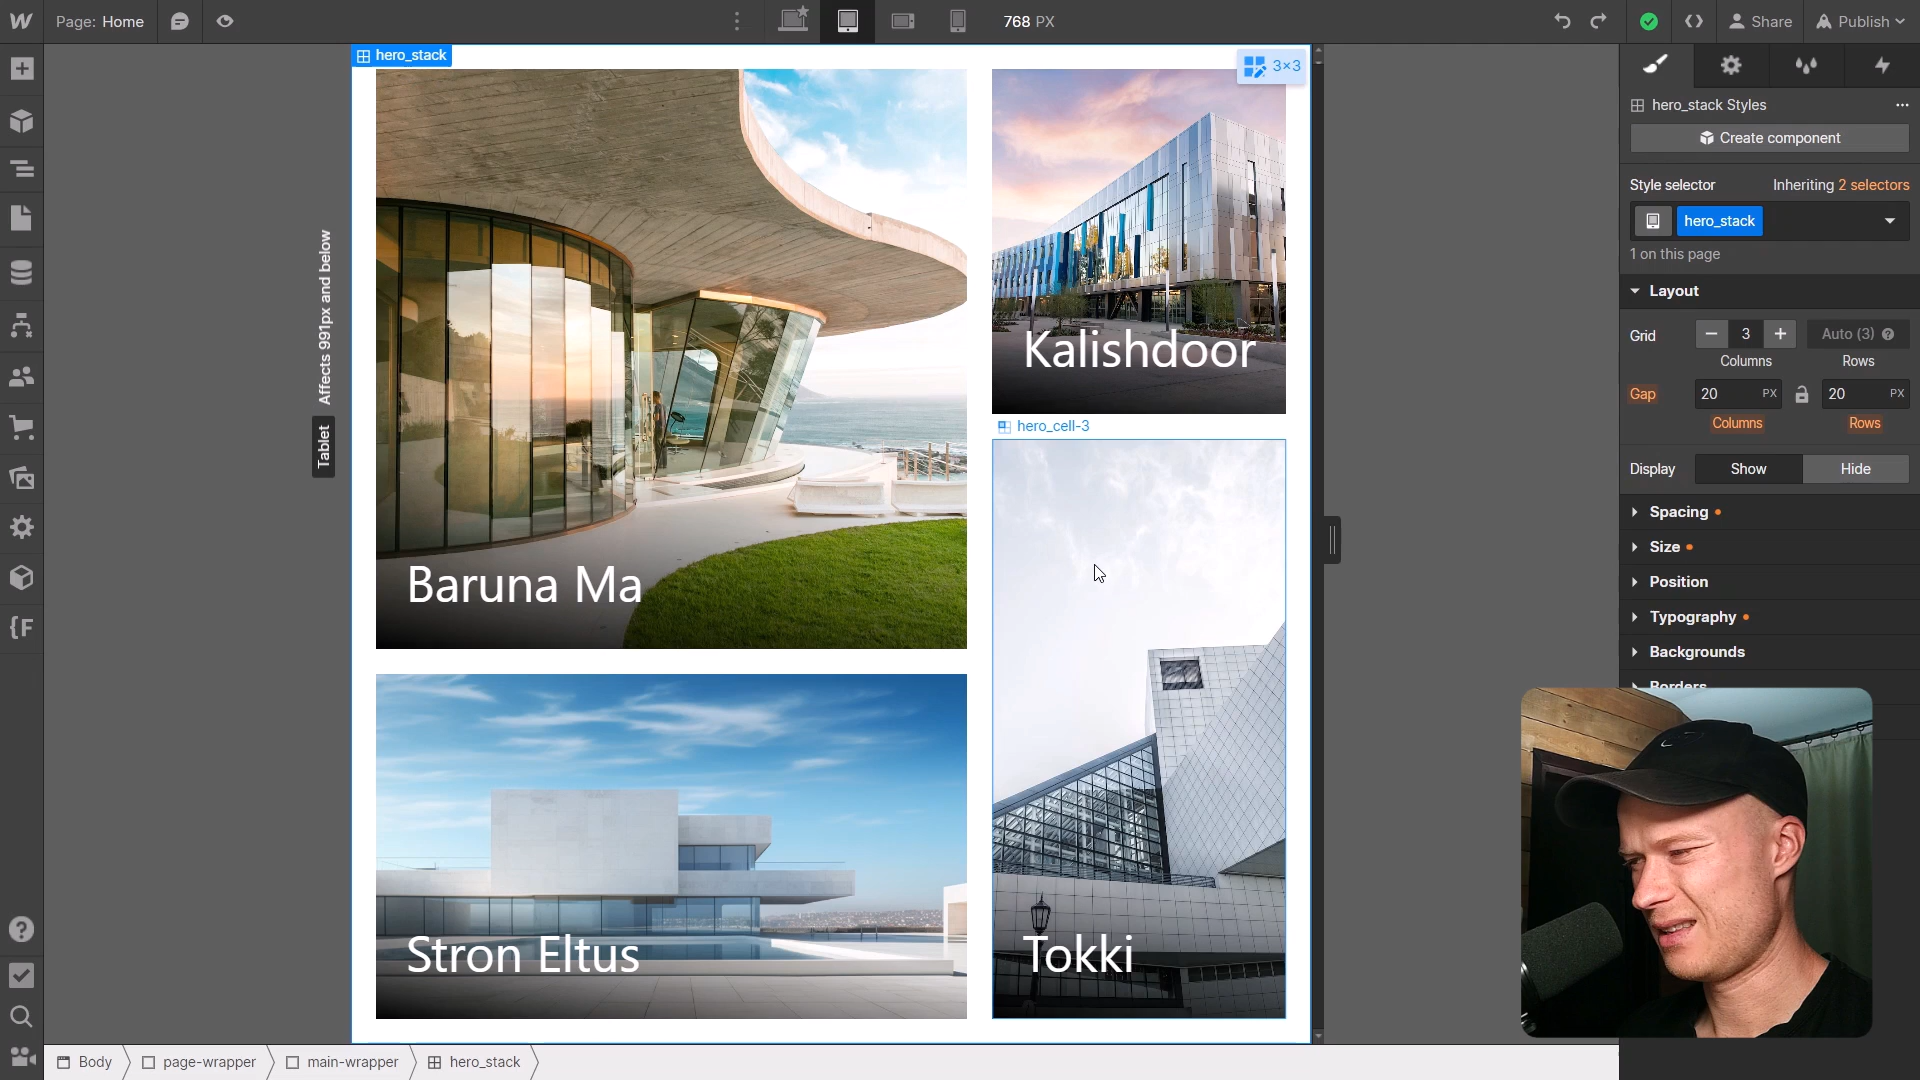 Page: Home
768 PX
Share
Publish
hero_stack
3×3
hero_stack Styles
Create component
Style selector
Inheriting 2 selectors
hero_stack
1 on this page
Layout
Grid
3
Auto (3)
Columns
Rows
Gap
20 PX
20 PX
Columns
Rows
Display
Show
Hide
Spacing
Size
Position
Typography
Backgrounds
Borders
Affects 991px and below
Tablet
Kalishdoor
hero_cell-3
Baruna Ma
Stron Eltus
Tokki
Body
page-wrapper
main-wrapper
hero_stack